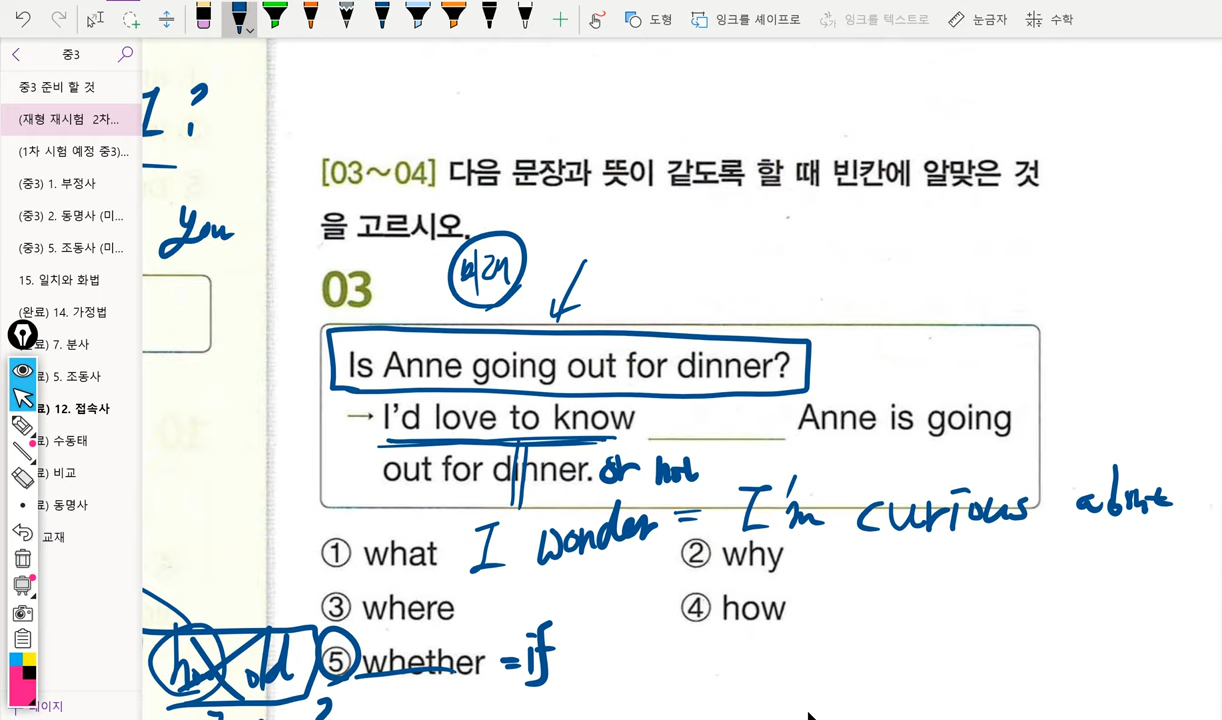 도형
잉크를 셰이프로
잉크를 텍스트로
눈금자
수학
중3
중3 준비 할 것
(재형 재시험 2차...
(1차 시험 예정 중3)...
(중3) 1. 부정사
(중3) 2. 동명사 (미...
(중3) 5. 조동사 (미...
15. 일치와 화법
(완료) 14. 가정법
료) 7. 분사
료) 5. 조동사
료) 12. 접속사
료) 수동태
료) 비교
료) 동명사
교재
페이지
I?
you
[03~04] 다음 문장과 뜻이 같도록 할 때 빈칸에 알맞은 것
을 고르시오.
03
미래
Is Anne going out for dinner?
→ I'd love to know ________ Anne is going
out for dinner. or not
I wonder = I'm curious about
① what
② why
③ where
④ how
⑤ whether = if
how old